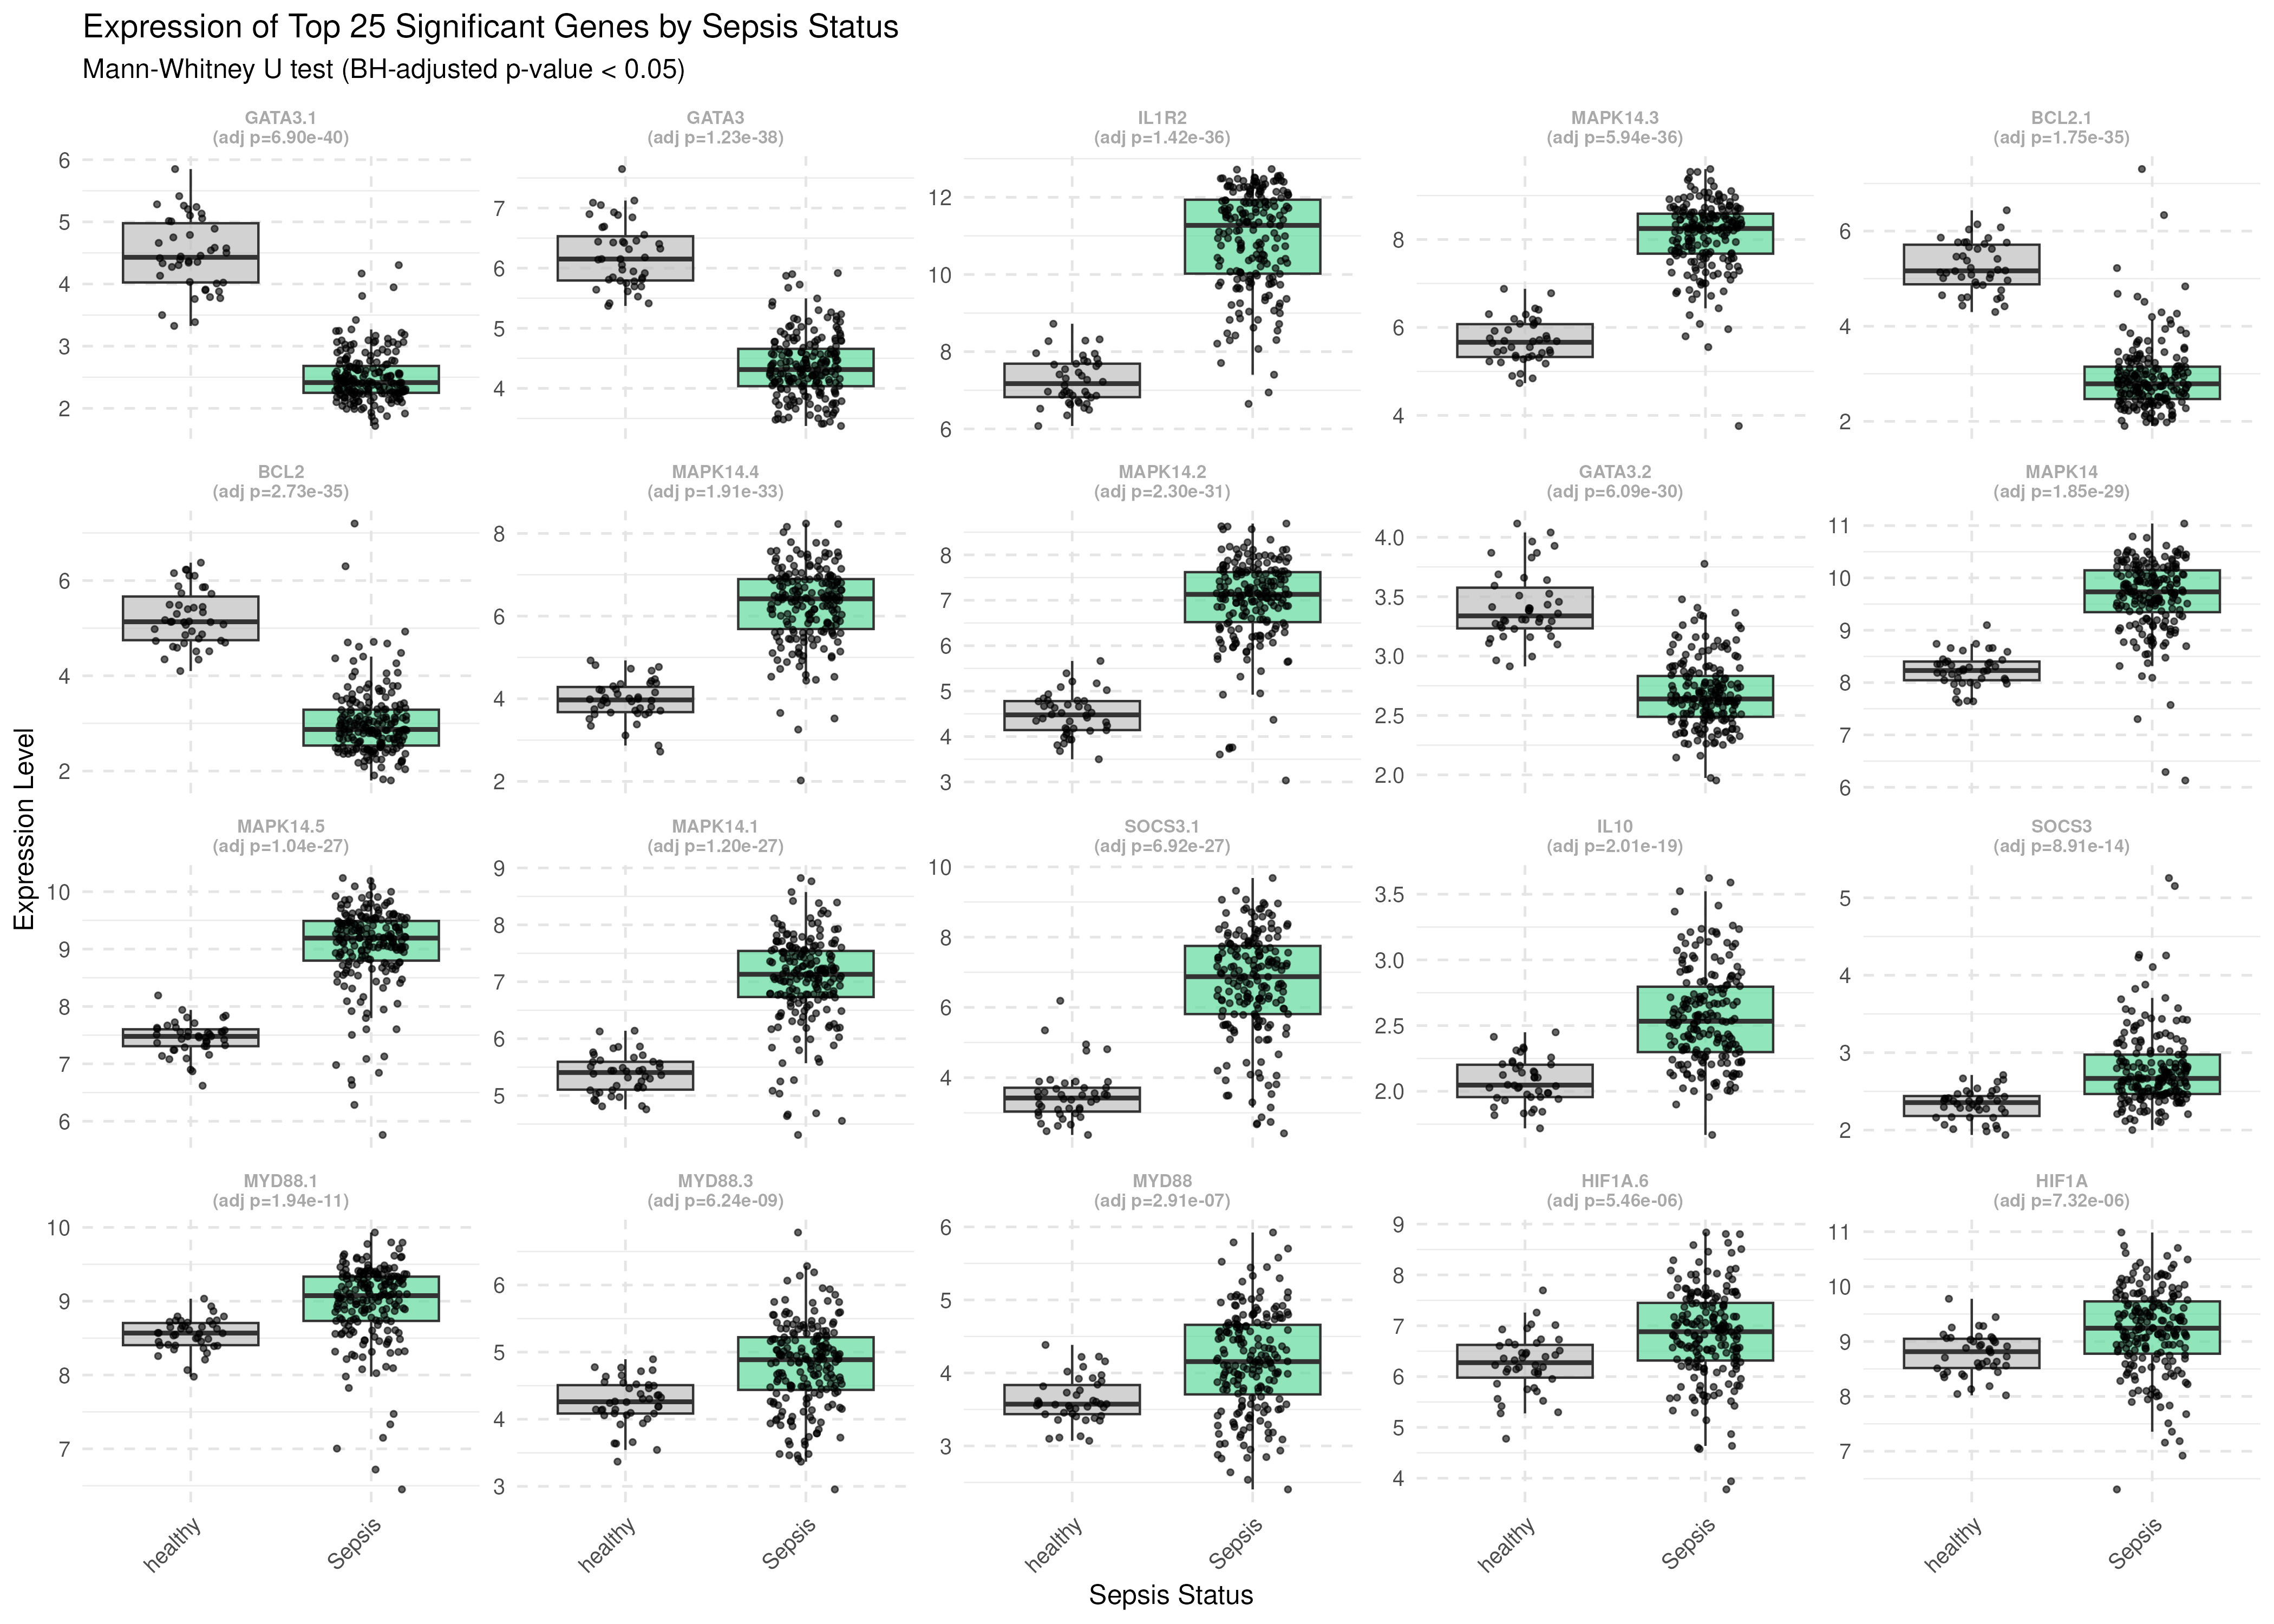 Expression of Top 25 Significant Genes by Sepsis Status
Mann-Whitney U test (BH-adjusted p-value < 0.05)
GATA3.1
(adj p=6.90e-40)
GATA3
(adj p=1.23e-38)
IL1R2
(adj p=1.42e-36)
MAPK14.3
(adj p=5.94e-36)
BCL2.1
(adj p=1.75e-35)
6
5
4
3
2
7
6
5
4
12
10
8
6
8
6
4
6
4
2
BCL2
(adj p=2.73e-35)
MAPK14.4
(adj p=1.91e-33)
MAPK14.2
(adj p=2.30e-31)
GATA3.2
(adj p=6.09e-30)
MAPK14
(adj p=1.85e-29)
6
4
2
8
6
4
2
8
7
6
5
4
3
4.0
3.5
3.0
2.5
2.0
11
10
9
8
7
6
Expression Level
MAPK14.5
(adj p=1.04e-27)
MAPK14.1
(adj p=1.20e-27)
SOCS3.1
(adj p=6.92e-27)
IL10
(adj p=2.01e-19)
SOCS3
(adj p=8.91e-14)
10
9
8
7
6
9
8
7
6
5
10
8
6
4
3.5
3.0
2.5
2.0
5
4
3
2
MYD88.1
(adj p=1.94e-11)
MYD88.3
(adj p=6.24e-09)
MYD88
(adj p=2.91e-07)
HIF1A.6
(adj p=5.46e-06)
HIF1A
(adj p=7.32e-06)
10
9
8
7
6
5
4
3
6
5
4
3
9
8
7
6
5
4
11
10
9
8
7
healthy
Sepsis
healthy
Sepsis
healthy
Sepsis
healthy
Sepsis
healthy
Sepsis
Sepsis Status